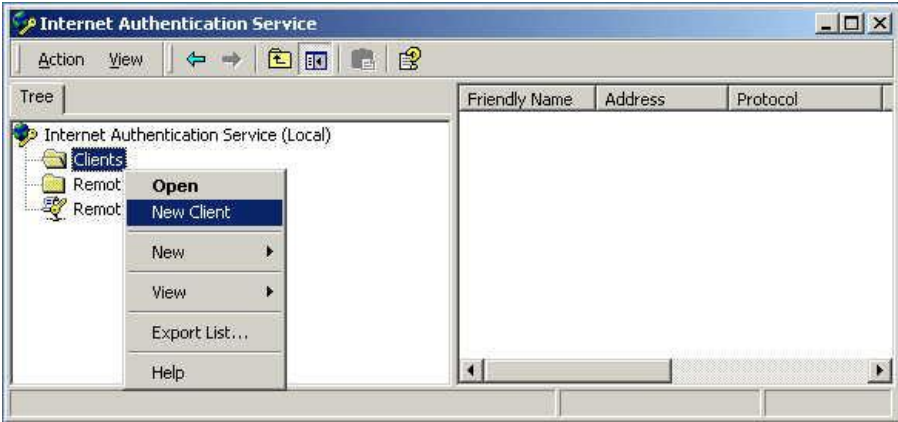 Internet Authentication Service
Action View
Tree
Friendly Name Address Protocol
Internet Authentication Service (Local)
Clients
Remot
Remot
Open
New Client
New
View
Export List...
Help